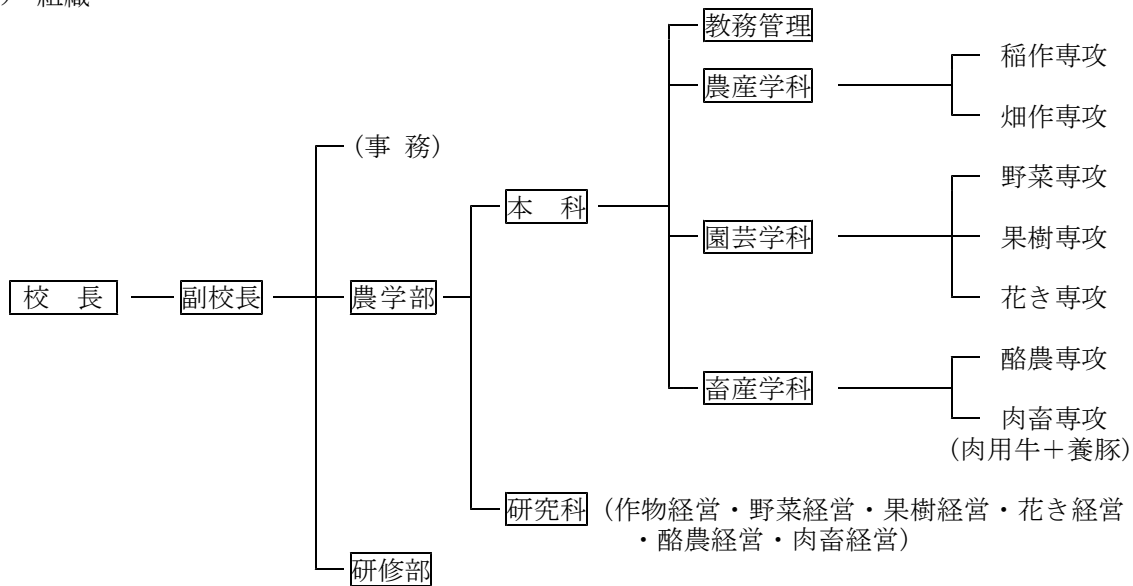 ) 組織
教務管理
稲作専攻
農産学科
畑作専攻
(事 務)
野菜専攻
本 科
園芸学科
果樹専攻
校 長
副校長
農学部
花き専攻
酪農専攻
畜産学科
肉畜専攻
(肉用牛+養豚)
研究科 (作物経営・野菜経営・果樹経営・花き経営
・酪農経営・肉畜経営)
研修部